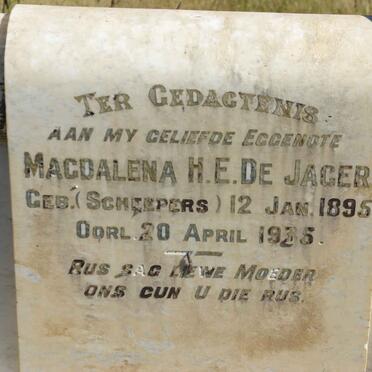 TER GEDAGTENIS
AAN MY GELIEFDE EGGENOTE
MAGDALENA H.E. DE JAGER
GEB. (SCHEEPERS) 12 JAN. 1895
OORL. 20 APRIL 1935.
RUS SAG LIEWE MOEDER
ONS GUN U DIE RUS.